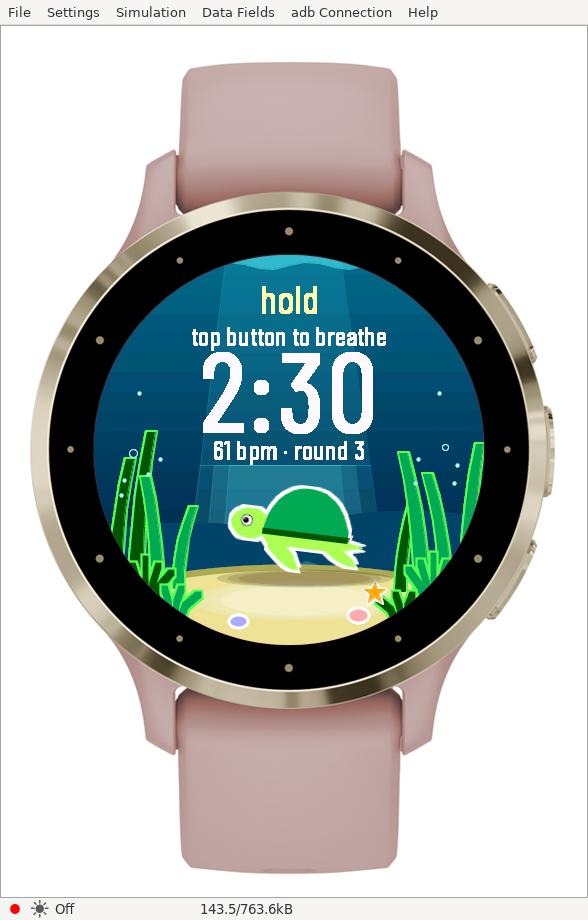 File Settings Simulation Data Fields adb Connection Help
hold
top button to breathe
2:30
61 bpm · round 3
Off 143.5/763.6kB